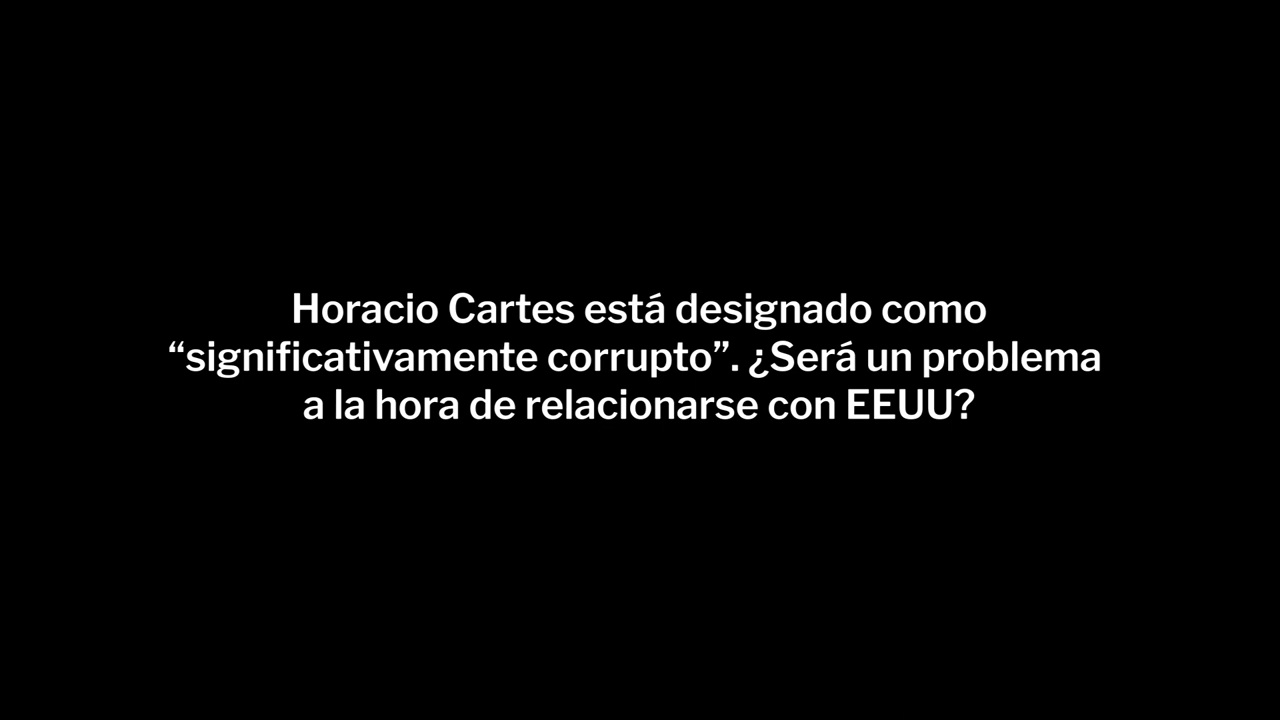 Horacio Cartes está designado como
“significativamente corrupto”. ¿Será un problema
a la hora de relacionarse con EEUU?